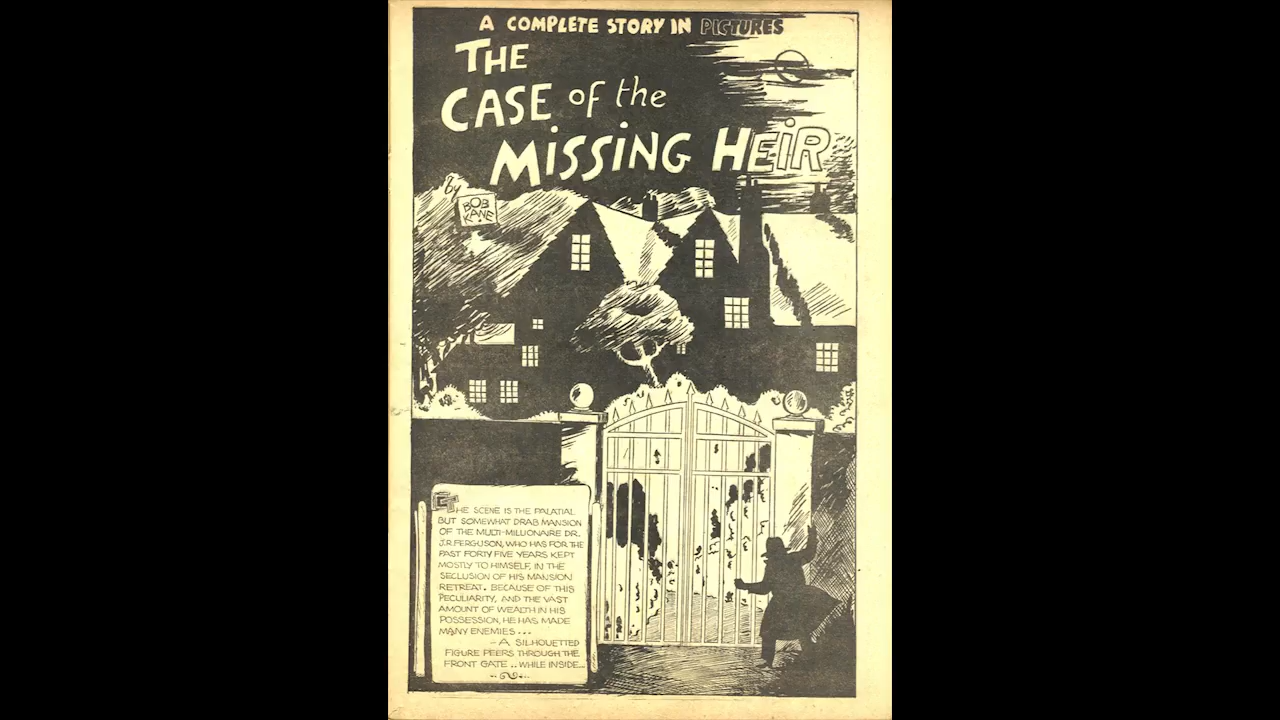 A COMPLETE STORY IN PICTURES
THE
CASE of the
MISSING HEIR
by
BOB
KANE
THE SCENE IS THE PALATIAL
BUT SOMEWHAT DRAB MANSION
OF THE MULTI-MILLIONAIRE DR.
J.R. FERGUSON, WHO HAS FOR THE
PAST FORTY FIVE YEARS KEPT
MOSTLY TO HIMSELF, IN THE
SECLUSION OF HIS MANSION
RETREAT. BECAUSE OF THIS
PECULIARITY, AND THE VAST
AMOUNT OF WEALTH IN HIS
POSSESSION, HE HAS MADE
MANY ENEMIES ...
– A SILHOUETTED
FIGURE PEERS THROUGH THE
FRONT GATE .. WHILE INSIDE...